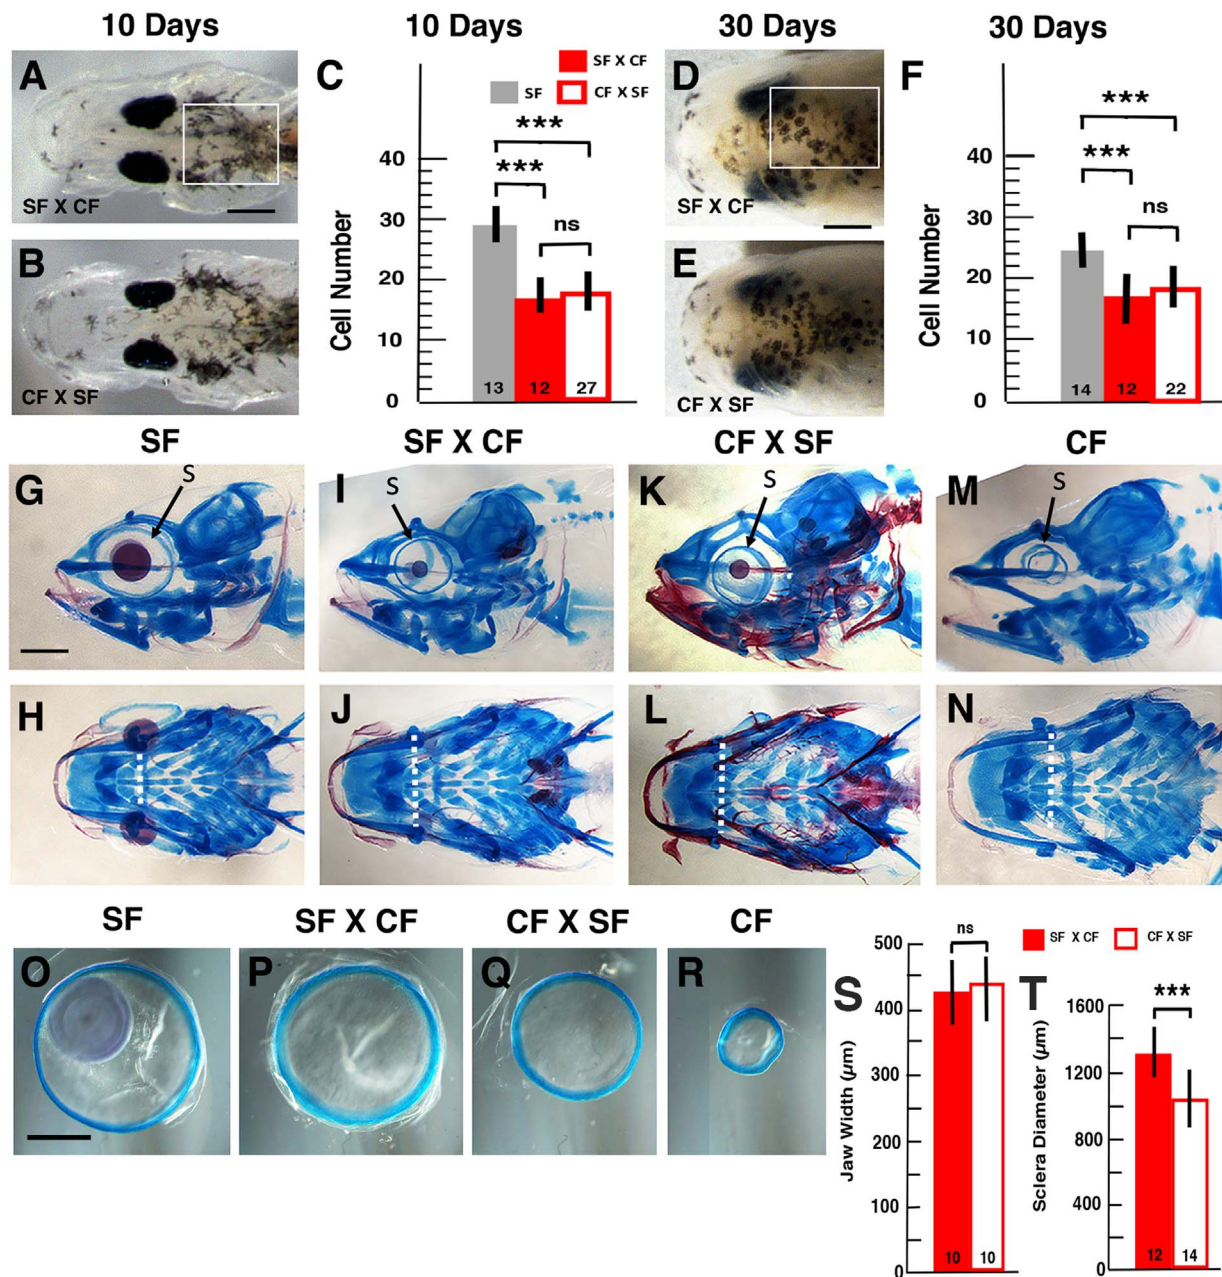 10 Days
10 Days
30 Days
30 Days
A
SF X CF
B
CF X SF
C
SF X CF
SF
CF X SF
***
***
ns
Cell Number
40
30
20
10
0
13
12
27
D
SF X CF
E
CF X SF
F
***
***
ns
Cell Number
40
30
20
10
0
14
12
22
SF
SF X CF
CF X SF
CF
G
S
I
S
K
S
M
S
H
J
L
N
SF
SF X CF
CF X SF
CF
O
P
Q
R
S
SF X CF
CF X SF
ns
Jaw Width (µm)
500
400
300
200
100
0
10
10
T
***
Sclera Diameter (µm)
1600
1200
800
400
0
12
14